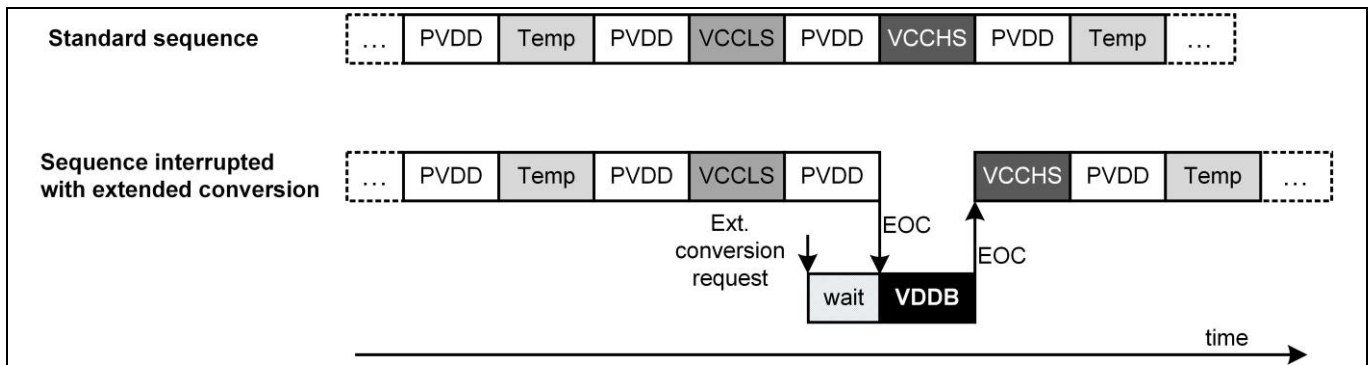 Standard sequence
... PVDD Temp PVDD VCCLS PVDD VCCHS PVDD Temp ...
Sequence interrupted
with extended conversion
... PVDD Temp PVDD VCCLS PVDD VCCHS PVDD Temp ...
Ext.
conversion
request
EOC
EOC
wait VDDB
time